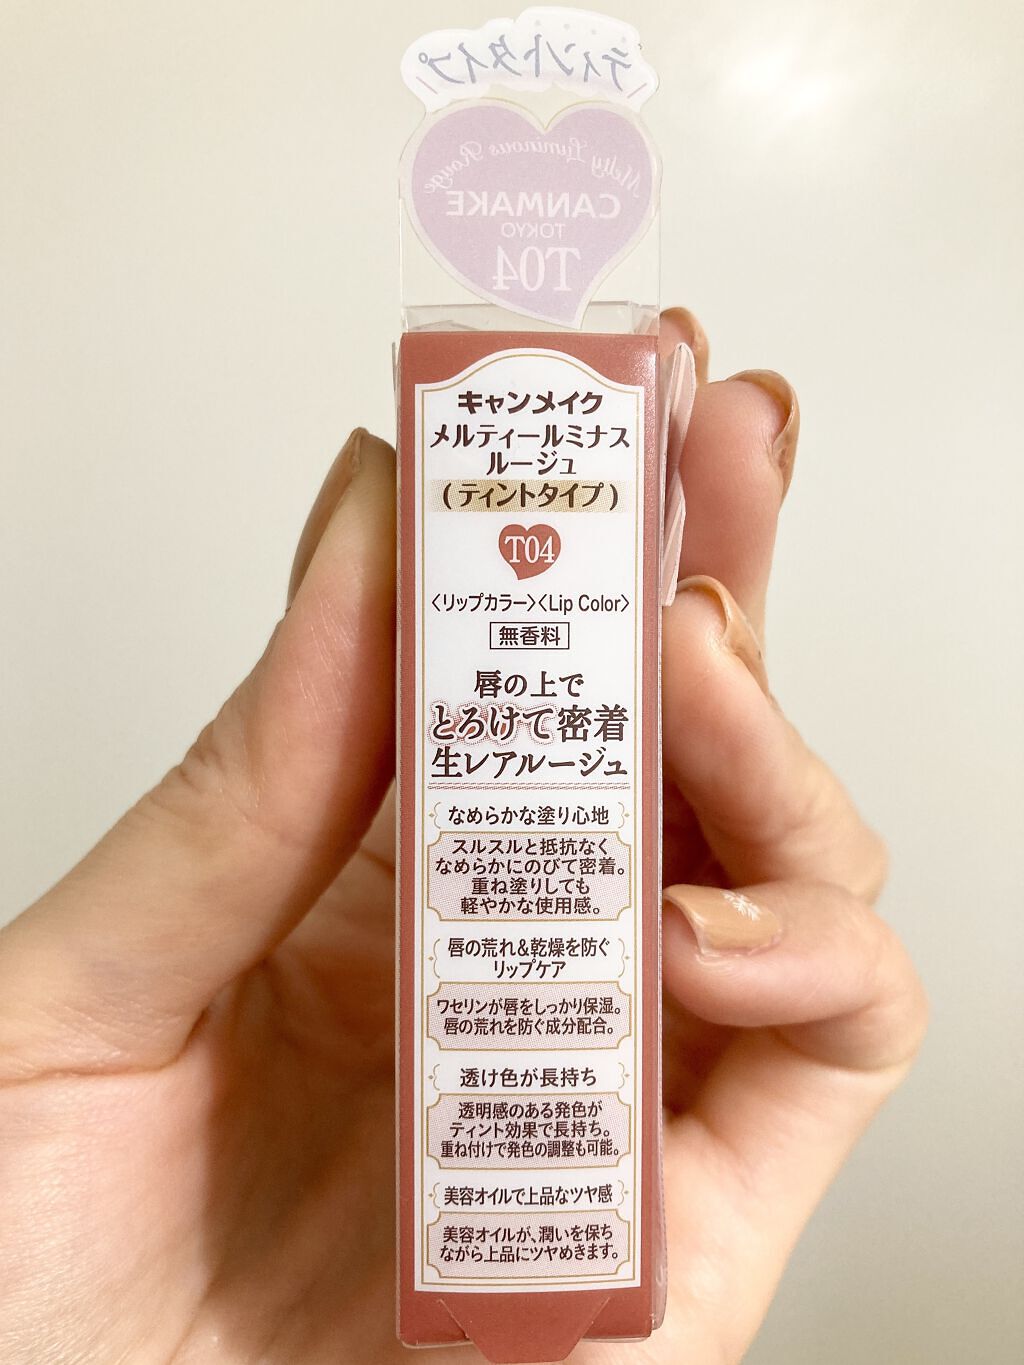 ティントタイプ
Melty Luminous Rouge
CANMAKE
TOKYO
T04
キャンメイク
メルティールミナス
ルージュ
(ティントタイプ)
T04
〈リップカラー〉〈Lip Color〉
無香料
唇の上で
とろけて密着
生レアルージュ
なめらかな塗り心地
スルスルと抵抗なく
なめらかにのびて密着。
重ね塗りしても
軽やかな使用感。
唇の荒れ&乾燥を防ぐ
リップケア
ワセリンが唇をしっかり保湿。
唇の荒れを防ぐ成分配合。
透け色が長持ち
透明感のある発色が
ティント効果で長持ち。
重ね付けで発色の調整も可能。
美容オイルで上品なツヤ感
美容オイルが、潤いを保ち
ながら上品にツヤめきます。